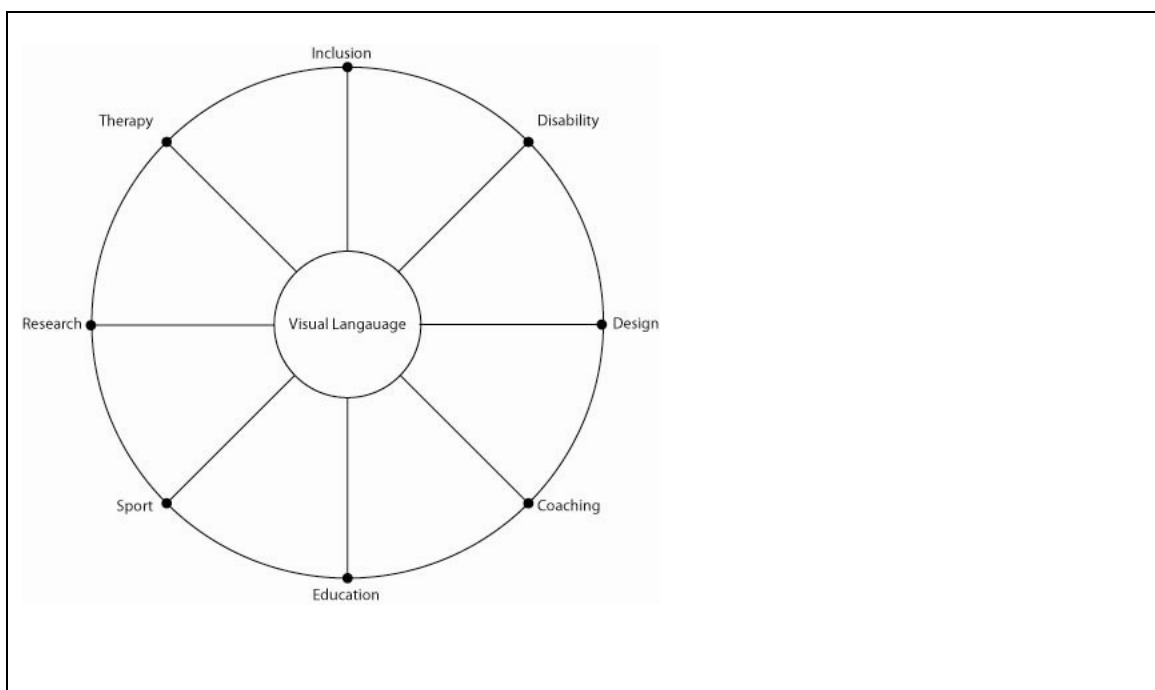 Inclusion
Therapy
Disability
Research
Visual Langauage
Design
Sport
Coaching
Education